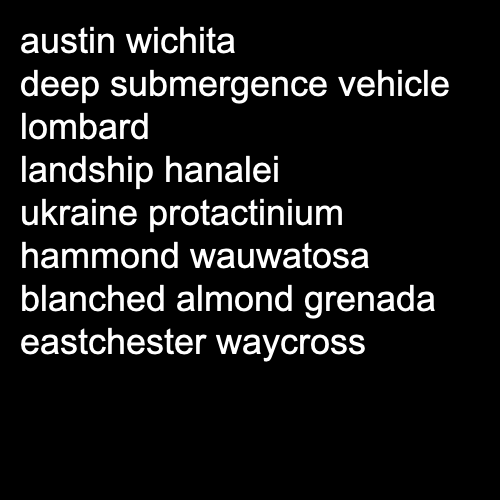 austin wichita
deep submergence vehicle
lombard
landship hanalei
ukraine protactinium
hammond wauwatosa
blanched almond grenada
eastchester waycross